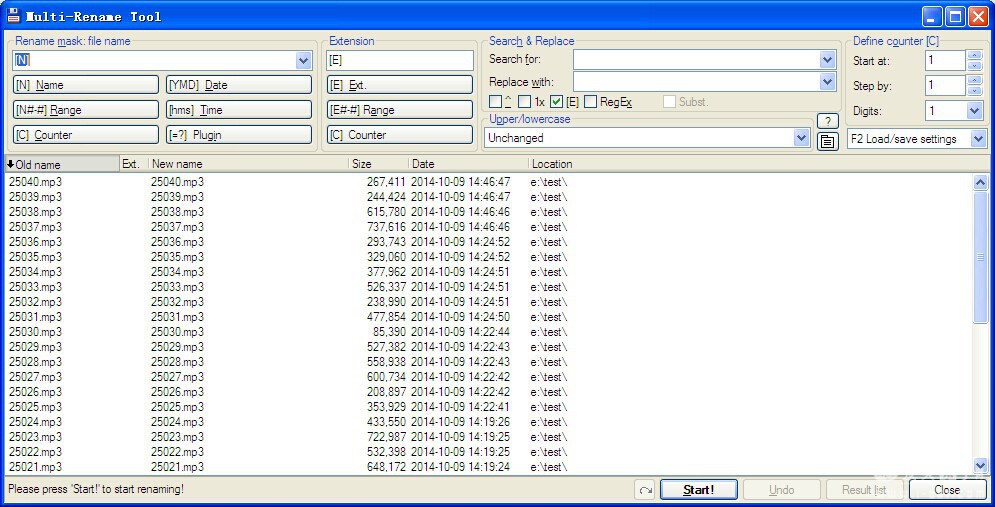 Multi-Rename Tool
Rename mask: file name
Extension
Search & Replace
Define counter [C]
[N]
[E]
Search for:
Start at:
1
[N] Name
[YMD] Date
[E] Ext.
Replace with:
Step by:
1
[N#-#] Range
[hms] Time
[E#-#] Range
^
1x
[E]
RegEx
Subst.
Digits:
1
[C] Counter
[=?] Plugin
[C] Counter
Upper/lowercase
?
Unchanged
F2 Load/save settings
Old name Ext. New name Size Date Location
25040.mp3 25040.mp3 267,411 2014-10-09 14:46:47 e:\test\
25039.mp3 25039.mp3 244,424 2014-10-09 14:46:47 e:\test\
25038.mp3 25038.mp3 615,780 2014-10-09 14:46:46 e:\test\
25037.mp3 25037.mp3 737,616 2014-10-09 14:46:46 e:\test\
25036.mp3 25036.mp3 293,743 2014-10-09 14:24:52 e:\test\
25035.mp3 25035.mp3 329,060 2014-10-09 14:24:52 e:\test\
25034.mp3 25034.mp3 377,962 2014-10-09 14:24:51 e:\test\
25033.mp3 25033.mp3 526,337 2014-10-09 14:24:51 e:\test\
25032.mp3 25032.mp3 238,990 2014-10-09 14:24:51 e:\test\
25031.mp3 25031.mp3 477,854 2014-10-09 14:24:50 e:\test\
25030.mp3 25030.mp3 85,390 2014-10-09 14:22:44 e:\test\
25029.mp3 25029.mp3 527,382 2014-10-09 14:22:43 e:\test\
25028.mp3 25028.mp3 558,938 2014-10-09 14:22:43 e:\test\
25027.mp3 25027.mp3 600,734 2014-10-09 14:22:42 e:\test\
25026.mp3 25026.mp3 208,897 2014-10-09 14:22:42 e:\test\
25025.mp3 25025.mp3 353,929 2014-10-09 14:22:41 e:\test\
25024.mp3 25024.mp3 433,550 2014-10-09 14:19:26 e:\test\
25023.mp3 25023.mp3 722,987 2014-10-09 14:19:25 e:\test\
25022.mp3 25022.mp3 532,398 2014-10-09 14:19:25 e:\test\
25021.mp3 25021.mp3 648,172 2014-10-09 14:19:24 e:\test\
Please press 'Start!' to start renaming!
Start!
Undo
Result list
Close